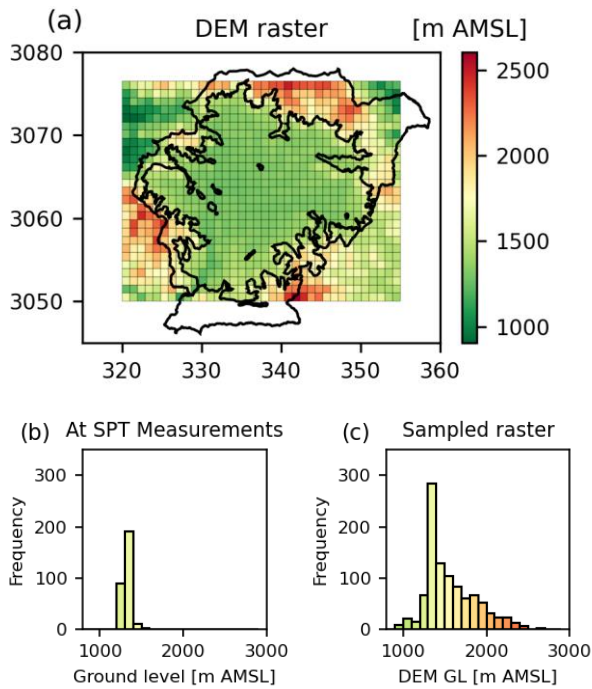 (a) DEM raster [m AMSL]
3080
3070
3060
3050
320 330 340 350 360
2500
2000
1500
1000
(b) At SPT Measurements
Frequency
300
200
100
0
1000 2000 3000
Ground level [m AMSL]
(c) Sampled raster
Frequency
300
200
100
0
1000 2000 3000
DEM GL [m AMSL]